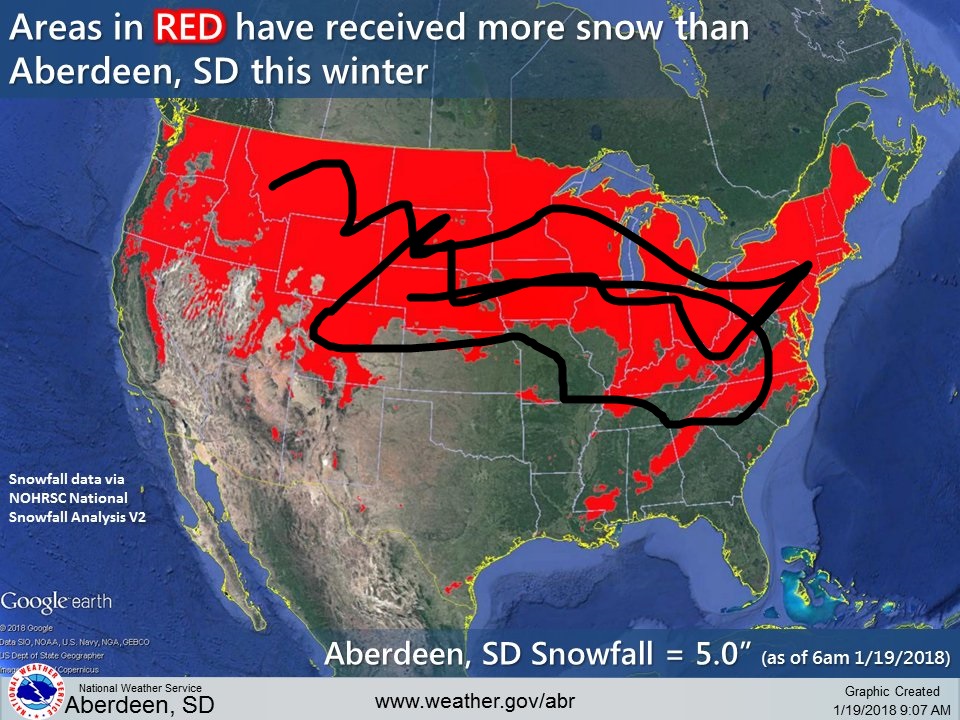 Areas in RED have received more snow than
Aberdeen, SD this winter
Snowfall data via
NOHRSC National
Snowfall Analysis V2
Google earth
© 2018 Google
Data SIO, NOAA, U.S. Navy, NGA, GEBCO
US Dept of State Geographer
Copernicus
Aberdeen, SD Snowfall = 5.0” (as of 6am 1/19/2018)
NATIONAL WEATHER SERVICE
National Weather Service
Aberdeen, SD
www.weather.gov/abr
Graphic Created
1/19/2018 9:07 AM